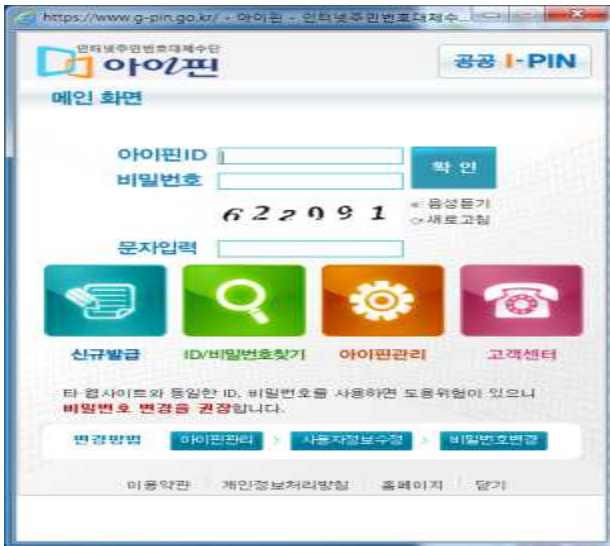 https://www.g-pin.go.kr/ - 아이핀 - 인터넷주민번호대체수...
인터넷주민번호대체수단
아이핀
공공 I-PIN
메인 화면
아이핀ID
확 인
비밀번호
622091
음성듣기
새로고침
문자입력
신규발급 ID/비밀번호찾기 아이핀관리 고객센터
타 웹사이트와 동일한 ID, 비밀번호를 사용하면 도용위험이 있으니
비밀번호 변경을 권장합니다.
변경방법 아이핀관리 > 사용자정보수정 > 비밀번호변경
이용약관 개인정보처리방침 홈페이지 닫기